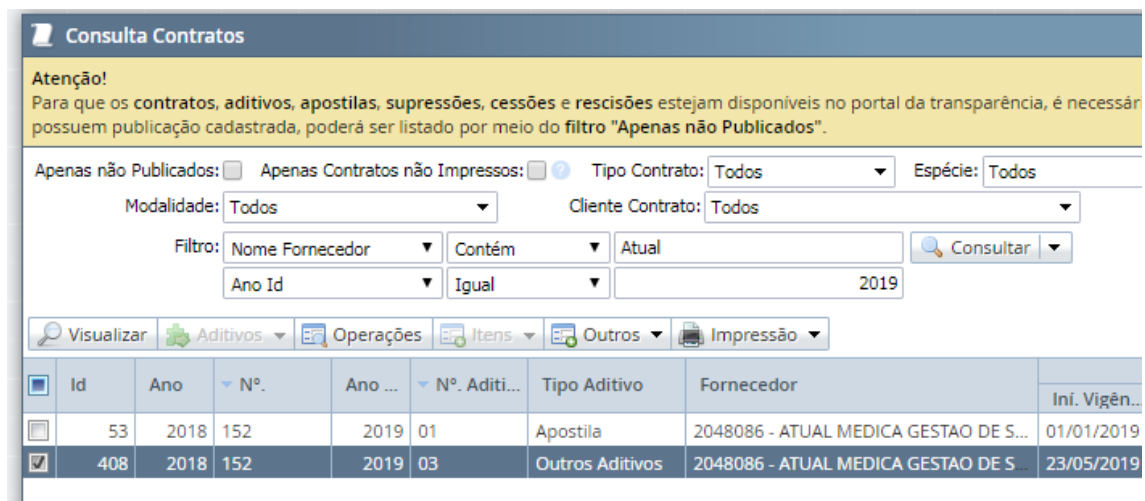 Consulta Contratos
Atenção!
Para que os contratos, aditivos, apostilas, supressões, cessões e rescisões estejam disponíveis no portal da transparência, é necessár
possuem publicação cadastrada, poderá ser listado por meio do filtro "Apenas não Publicados".
Apenas não Publicados: Apenas Contratos não Impressos: ? Tipo Contrato: Todos Espécie: Todos
Modalidade: Todos Cliente Contrato: Todos
Filtro: Nome Fornecedor Contém Atual Consultar
Ano Id Igual 2019
Visualizar Aditivos Operações Itens Outros Impressão
Id Ano Nº. Ano ... Nº. Aditi... Tipo Aditivo Fornecedor Iní. Vigên...
53 2018 152 2019 01 Apostila 2048086 - ATUAL MEDICA GESTAO DE S... 01/01/2019
408 2018 152 2019 03 Outros Aditivos 2048086 - ATUAL MEDICA GESTAO DE S... 23/05/2019